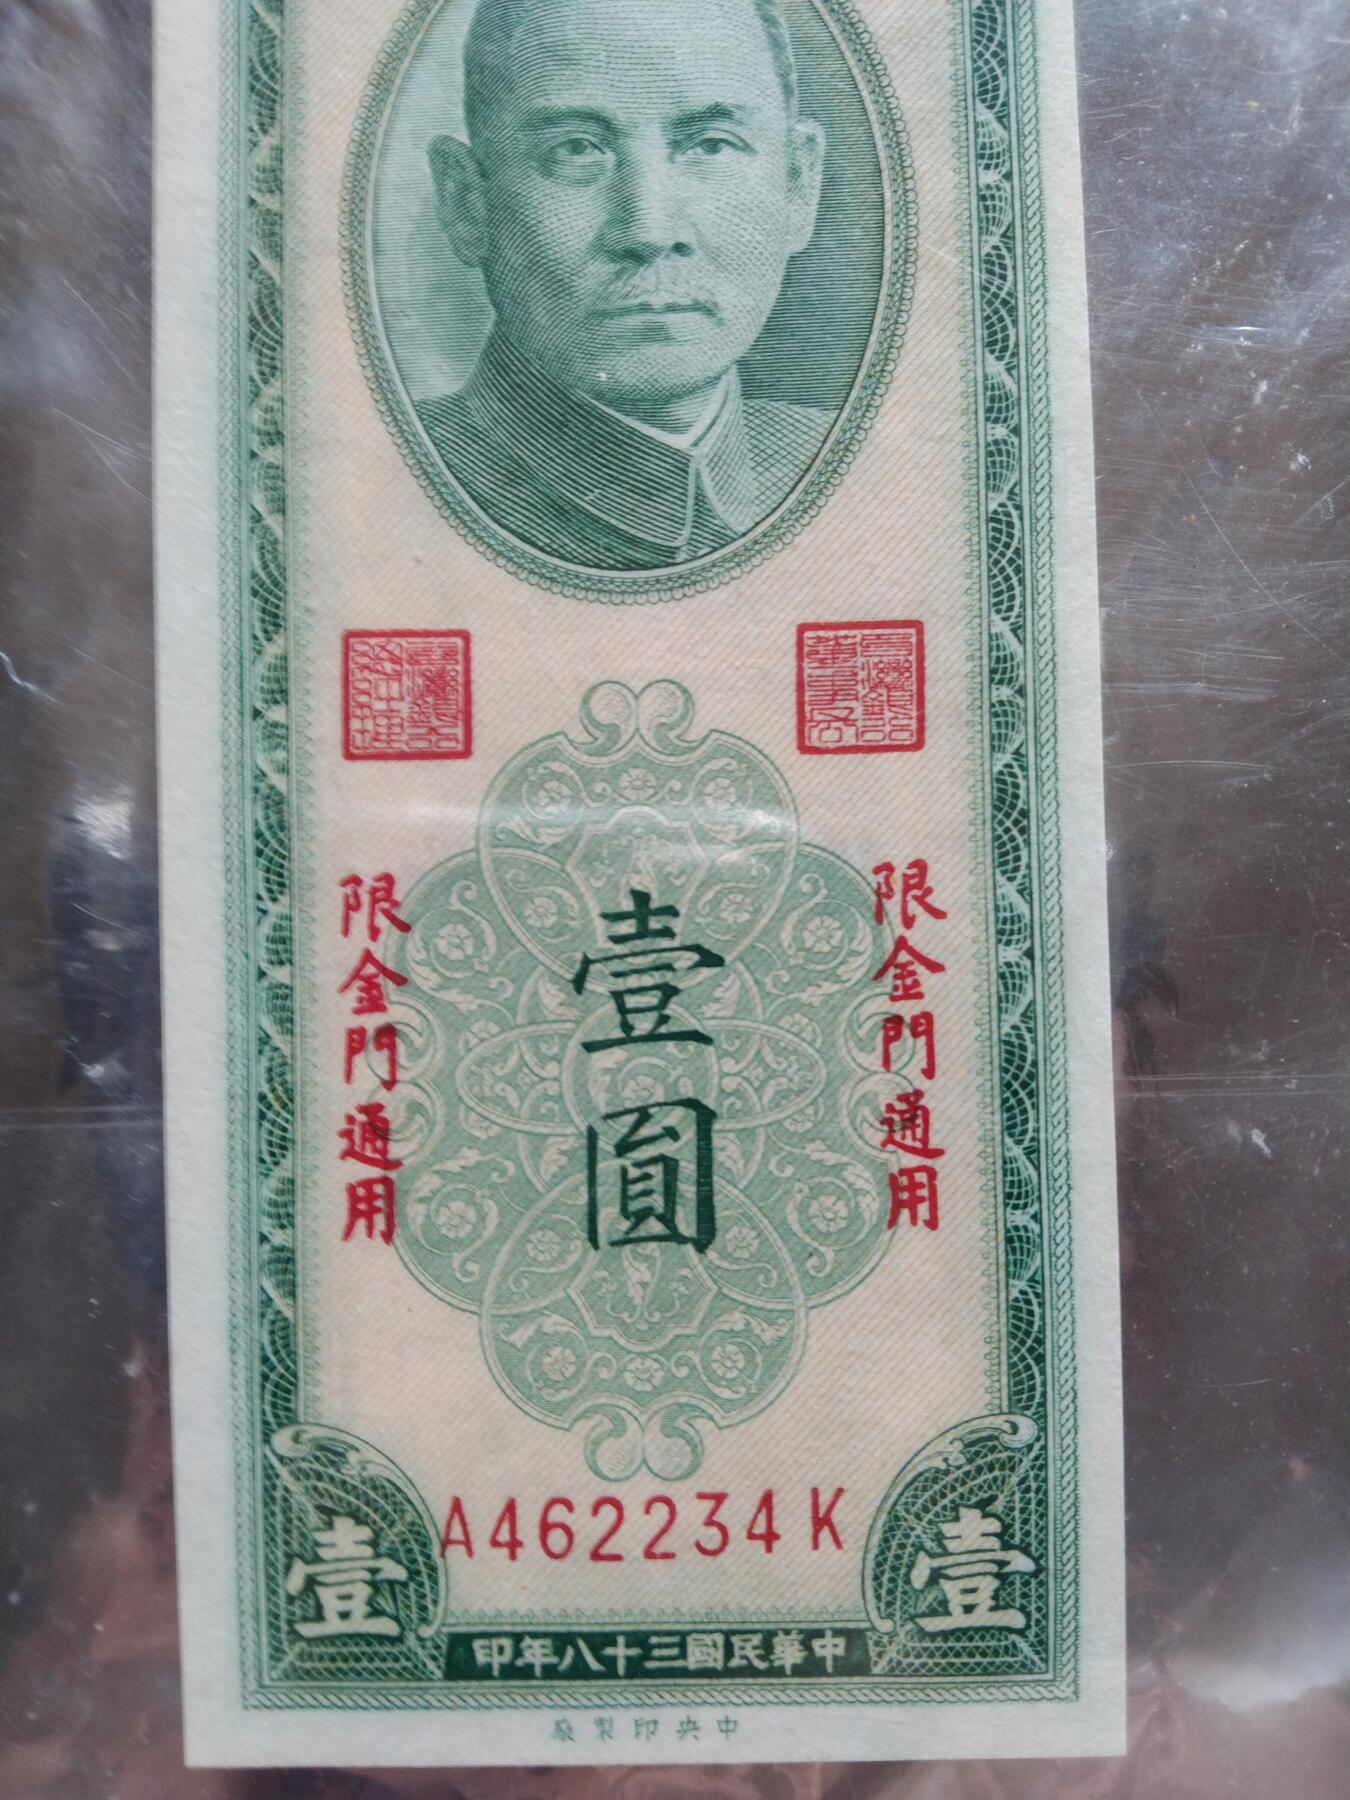 限金門通用
壹圓
限金門通用
A462234K
壹
壹
中華民國三十八年印
中央印製廠